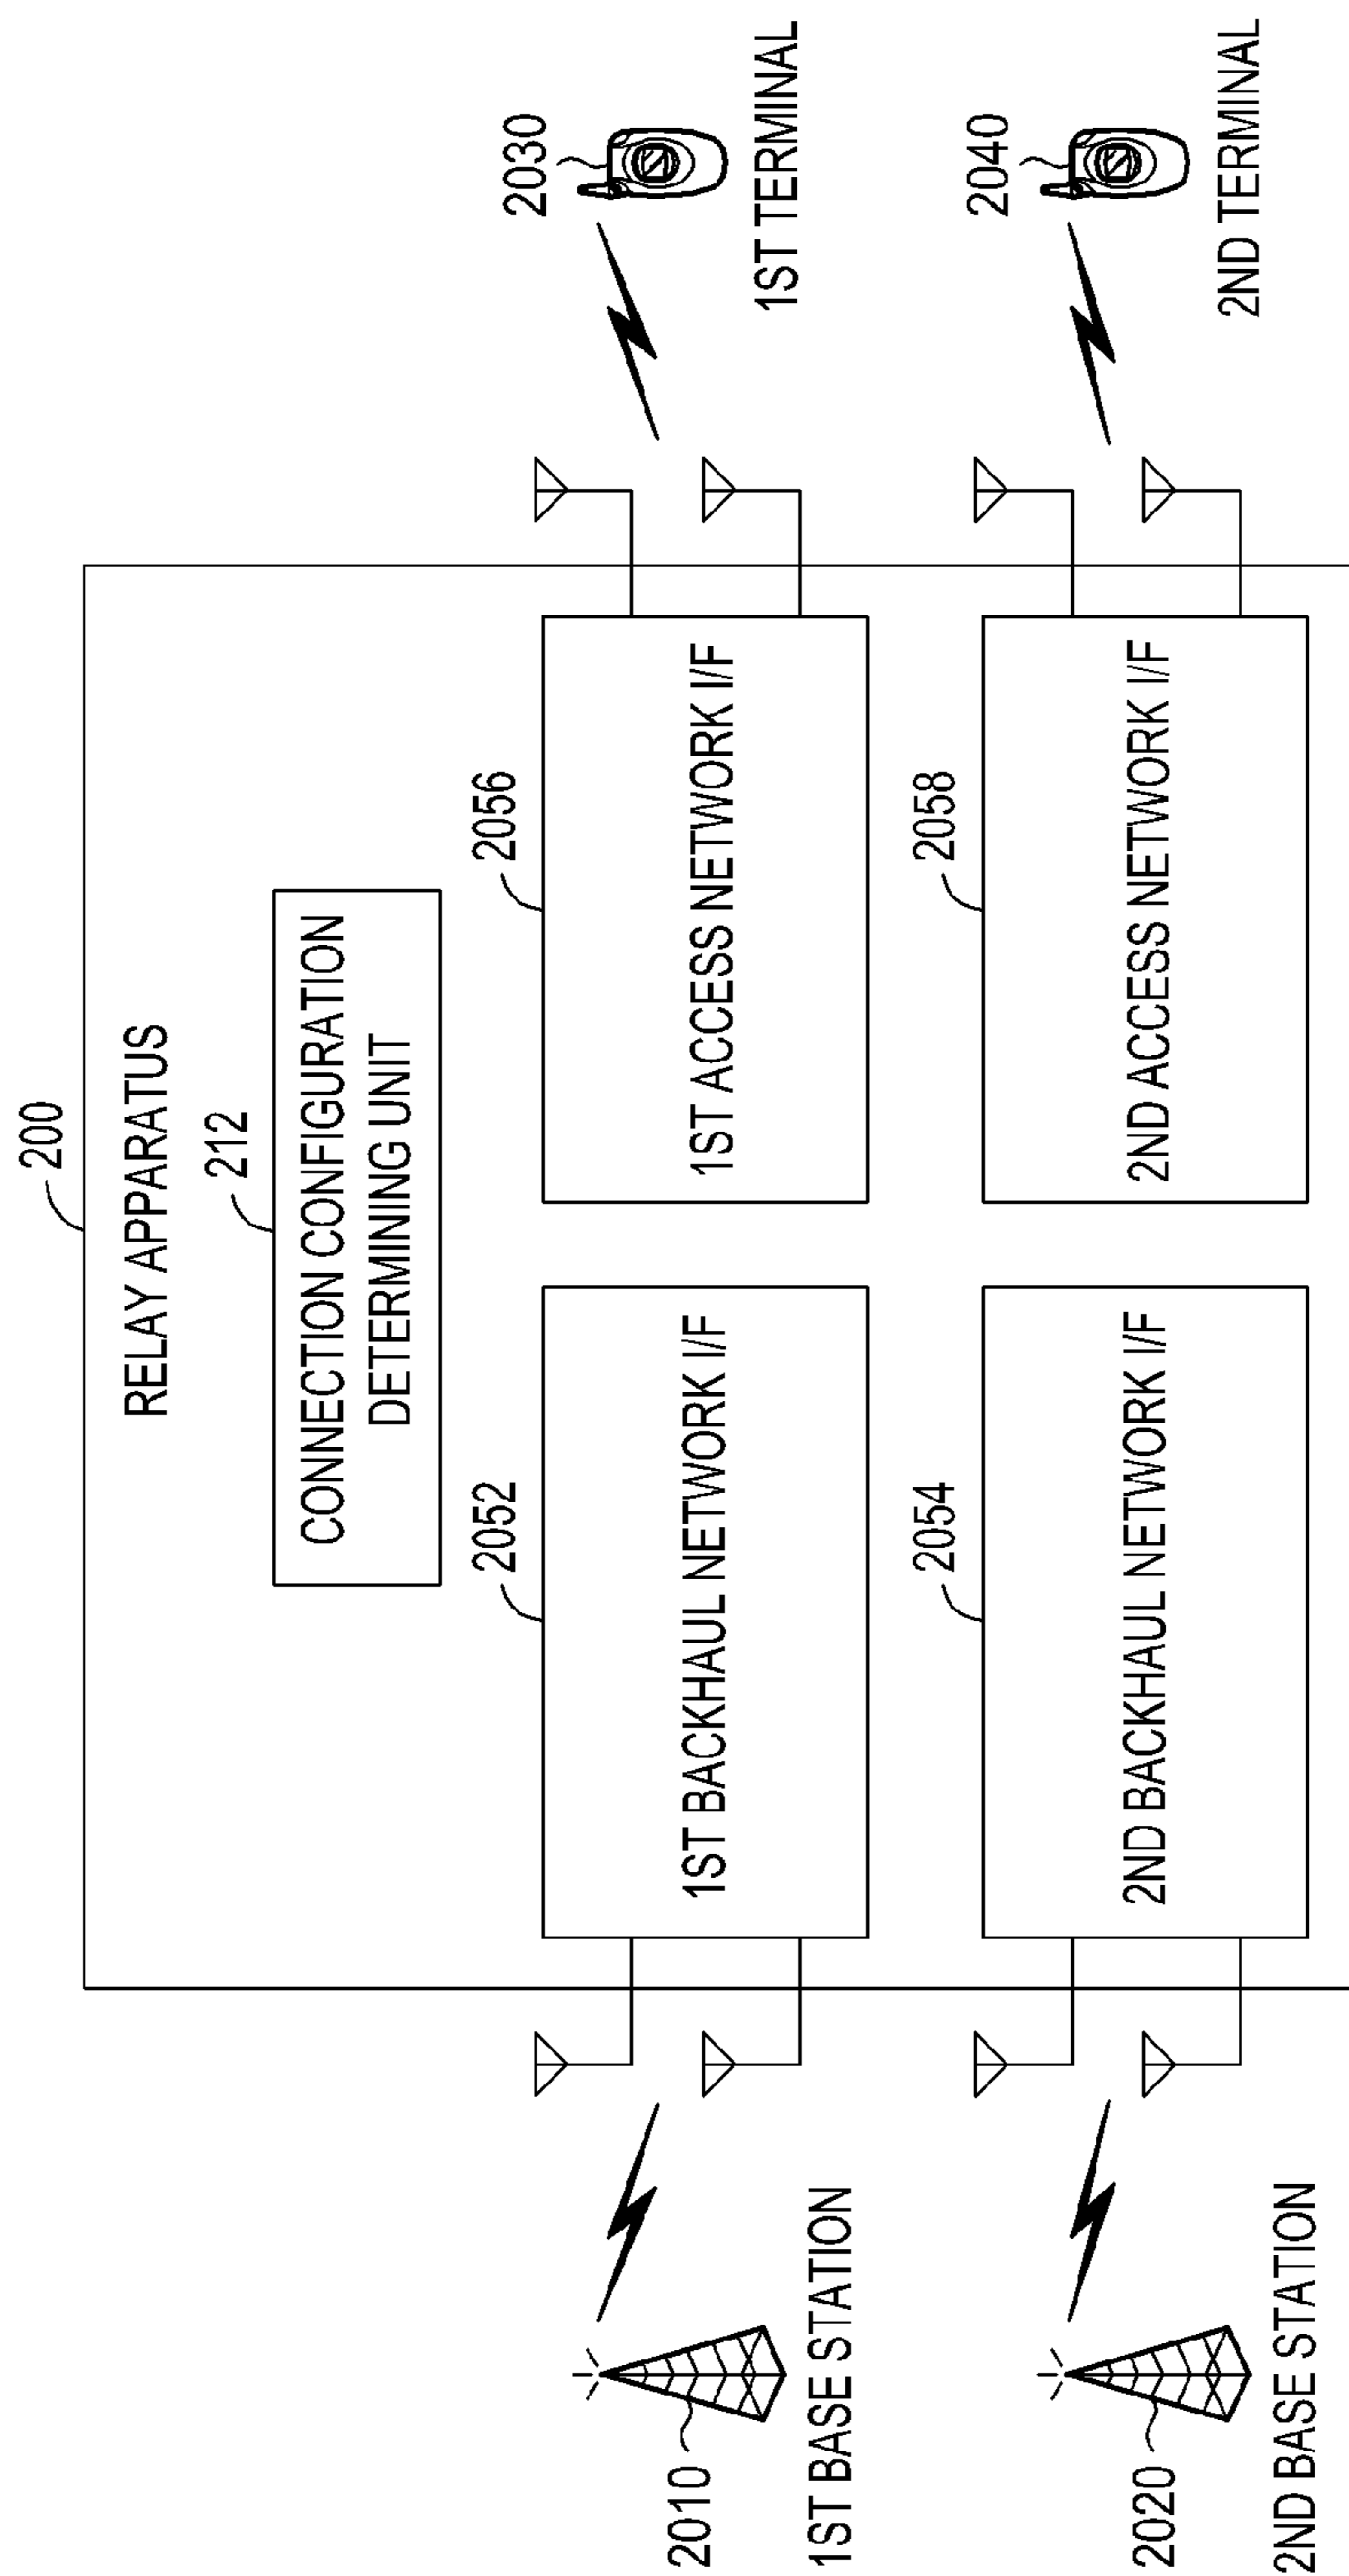 200
RELAY APPARATUS
212
CONNECTION CONFIGURATION
DETERMINING UNIT
2010
1ST BASE STATION
2052
1ST BACKHAUL NETWORK I/F
2056
1ST ACCESS NETWORK I/F
2030
1ST TERMINAL
2020
2ND BASE STATION
2054
2ND BACKHAUL NETWORK I/F
2058
2ND ACCESS NETWORK I/F
2040
2ND TERMINAL